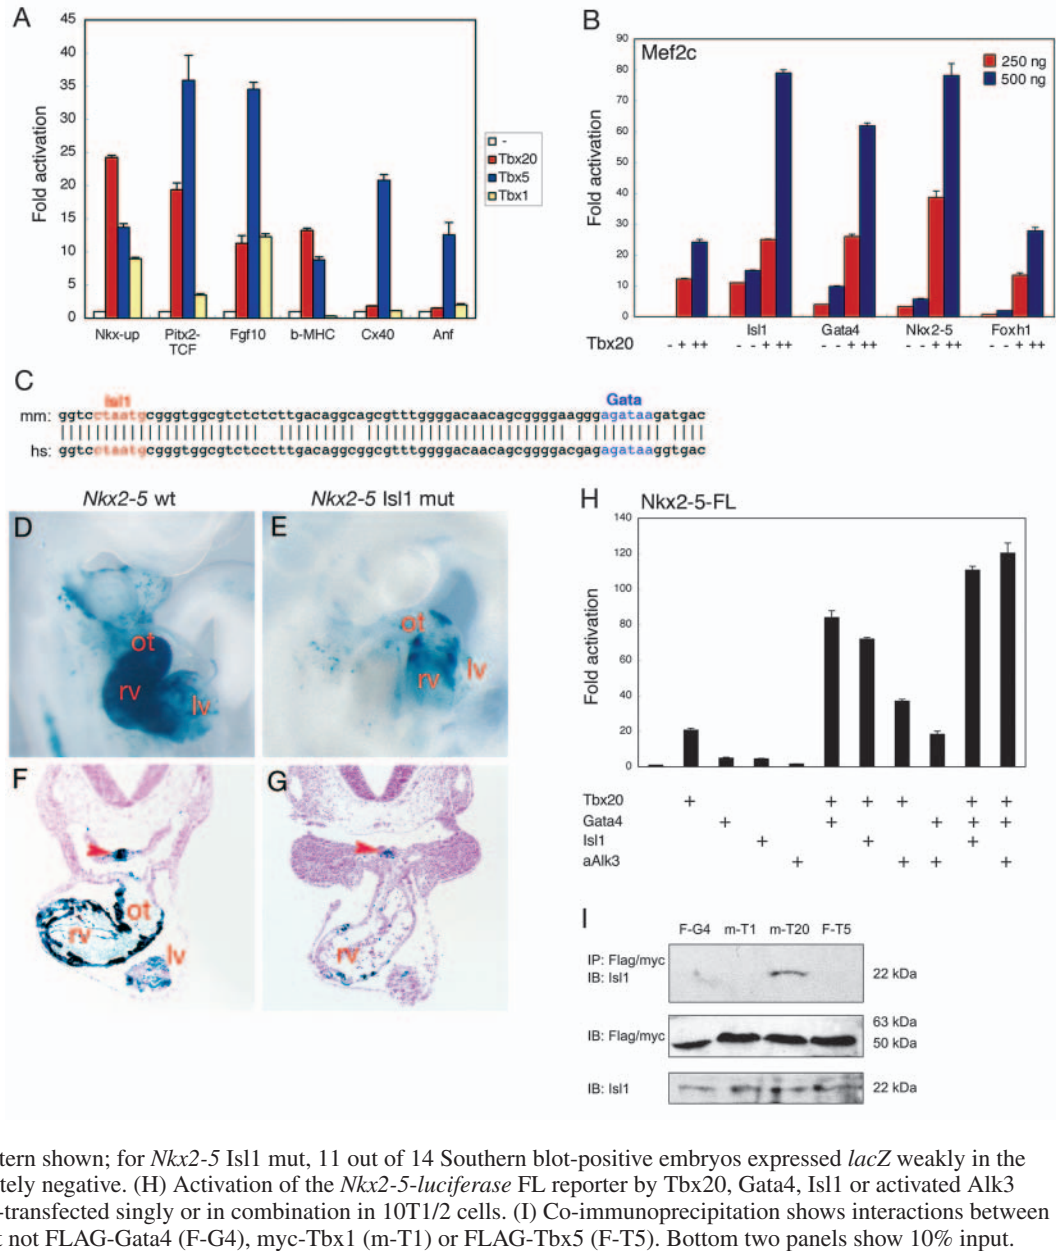 A
45
40
35
30
25
20
15
10
5
0
Fold activation
Nkx-up
Pitx2-TCF
Fgf10
b-MHC
Cx40
Anf
-
Tbx20
Tbx5
Tbx1
B
Mef2c
90
80
70
60
50
40
30
20
10
0
Fold activation
250 ng
500 ng
Isl1 Gata4 Nkx2-5 Foxh1
Tbx20 - + ++ - - + ++ - - + ++ - - + ++ - - + ++
C
Isl1 Gata
mm: ggtcctaatgcgggtggcgtctctcttgacaggcagcgtttggggacaacagcggggaagggagataagatgac
hs: ggtcctaatgcgggtggcgtctcctttgacaggcggcgtttggggacaacagcggggacgagagataaggtgac
Nkx2-5 wt
Nkx2-5 Isl1 mut
D
ot
rv
lv
E
ot
rv
lv
F
ot
rv
lv
G
rv
H
Nkx2-5-FL
140
120
100
80
60
40
20
0
Fold activation
Tbx20 + + + + + +
Gata4 + + + + +
Isl1 + + +
aAlk3 + + + +
I
F-G4 m-T1 m-T20 F-T5
IP: Flag/myc
IB: Isl1
22 kDa
IB: Flag/myc
63 kDa
50 kDa
IB: Isl1
22 kDa
tern shown; for Nkx2-5 Isl1 mut, 11 out of 14 Southern blot-positive embryos expressed lacZ weakly in the
tely negative. (H) Activation of the Nkx2-5-luciferase FL reporter by Tbx20, Gata4, Isl1 or activated Alk3
-transfected singly or in combination in 10T1/2 cells. (I) Co-immunoprecipitation shows interactions between
t not FLAG-Gata4 (F-G4), myc-Tbx1 (m-T1) or FLAG-Tbx5 (F-T5). Bottom two panels show 10% input.